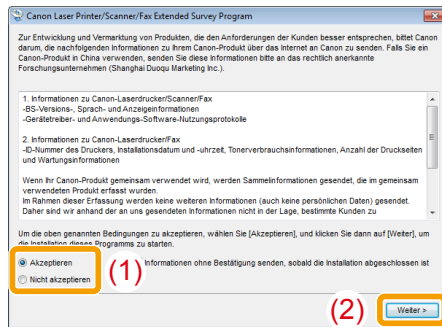 Canon Laser Printer/Scanner/Fax Extended Survey Program
Zur Entwicklung und Vermarktung von Produkten, die den Anforderungen der Kunden besser entsprechen, bittet Canon
darum, die nachfolgenden Informationen zu Ihrem Canon-Produkt über das Internet an Canon zu senden. Falls Sie ein
Canon-Produkt in China verwenden, senden Sie diese Informationen bitte an das rechtlich anerkannte
Forschungsunternehmen (Shanghai Duoqu Marketing Inc.).
1. Informationen zu Canon-Laserdrucker/Scanner/Fax
-BS-Versions-, Sprach- und Anzeigeinformationen
-Gerätetreiber- und Anwendungs-Software-Nutzungsprotokolle
2. Informationen zu Canon-Laserdrucker/Fax
-ID-Nummer des Druckers, Installationsdatum und -uhrzeit, Tonerverbrauchsinformationen, Anzahl der Druckseiten
und Wartungsinformationen
Wenn Ihr Canon-Produkt gemeinsam verwendet wird, werden Sammelinformationen gesendet, die im gemeinsam
verwendeten Produkt erfasst wurden.
Im Rahmen dieser Erfassung werden keine weiteren Informationen (auch keine persönlichen Daten) gesendet.
Daher sind wir anhand der an uns gesendeten Informationen nicht in der Lage, bestimmte Kunden zu
Um die oben genannten Bedingungen zu akzeptieren, wählen Sie [Akzeptieren], und klicken Sie dann auf [Weiter], um
die Installation dieses Programms zu starten.
Akzeptieren Informationen ohne Bestätigung senden, sobald die Installation abgeschlossen ist
(1)
Nicht akzeptieren
(2) Weiter >